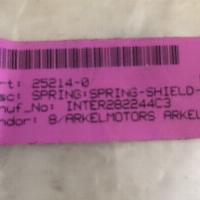 rt: 25214-0
sc: SPRING:SPRING-SHIELD-
nuf_No: INTER282244C3
ndor: 8/ARKELMOTORS ARKEL